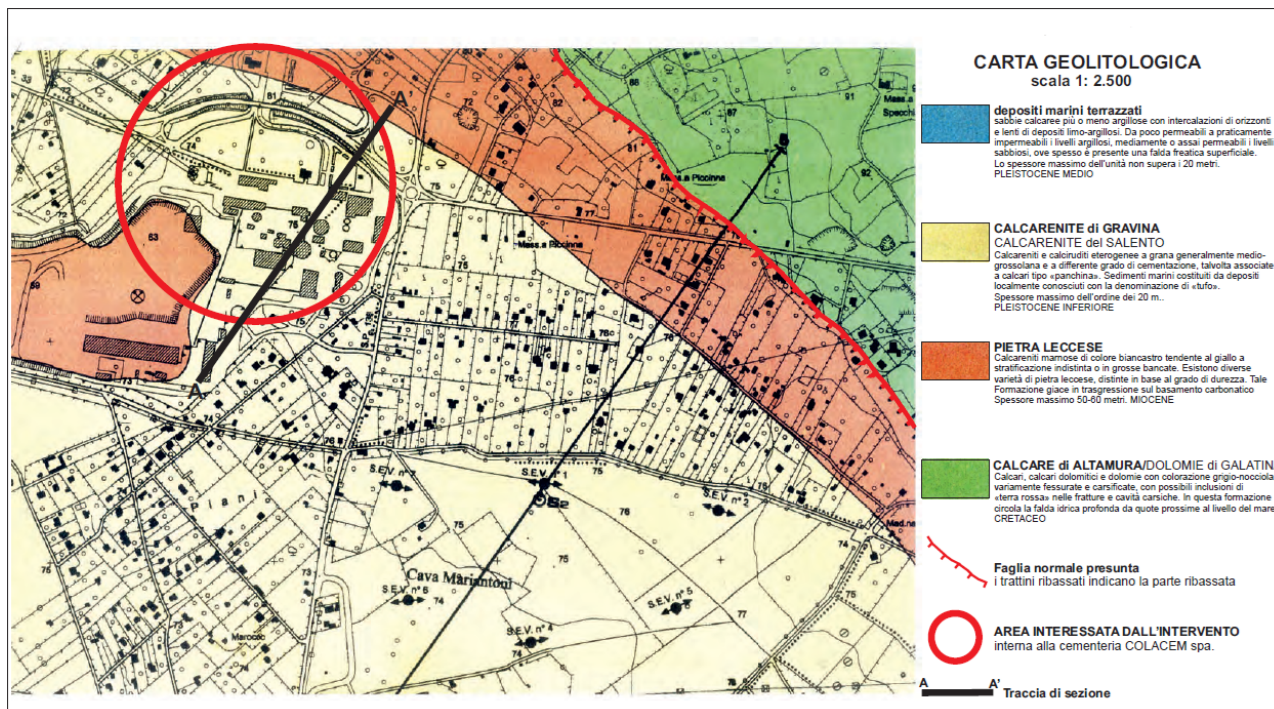 CARTA GEOLITOLOGICA
scala 1: 2.500
depositi marini terrazzati
sabbie calcaree più o meno argillose con intercalazioni di orizzonti
e lenti di depositi limo-argillosi. Da poco permeabili a praticamente
impermeabili i livelli argillosi, mediamente o assai permeabili i livelli
sabbiosi, ove spesso è presente una falda freatica superficiale.
Lo spessore massimo dell'unità non supera i 20 metri.
PLEISTOCENE MEDIO
CALCARENITE di GRAVINA
CALCARENITE del SALENTO
Calcareniti e calciruditi eterogenee a grana generalmente medio-
grossolana e a differente grado di cementazione, talvolta associate
a calcari tipo «panchina». Sedimenti marini costituiti da depositi
localmente conosciuti con la denominazione di «tufo».
Spessore massimo dell'ordine dei 20 m..
PLEISTOCENE INFERIORE
PIETRA LECCESE
Calcareniti marnose di colore biancastro tendente al giallo a
stratificazione indistinta o in grosse bancate. Esistono diverse
varietà di pietra leccese, distinte in base al grado di durezza. Tale
Formazione giace in trasgressione sul basamento carbonatico
Spessore massimo 50-60 metri. MIOCENE
CALCARE di ALTAMURA/DOLOMIE di GALATIN
Calcari, calcari dolomitici e dolomie con colorazione grigio-nocciola
variamente fessurate e carsificate, con possibili inclusioni di
«terra rossa» nelle fratture e cavità carsiche. In questa formazione
circola la falda idrica profonda da quote prossime al livello del mare
CRETACEO
Faglia normale presunta
i trattini ribassati indicano la parte ribassata
AREA INTERESSATA DALL'INTERVENTO
interna alla cementeria COLACEM spa.
A A'
Traccia di sezione
A'
A
Mass.a Specchi
Mass.a Piccinna
Mass.a Piccinna
S.E.V. n° 1
S2
S.E.V. n° 2
S.E.V. n° 5
S.E.V. n° 6
S.E.V. n° 4
Cava Mariantoni
Piani